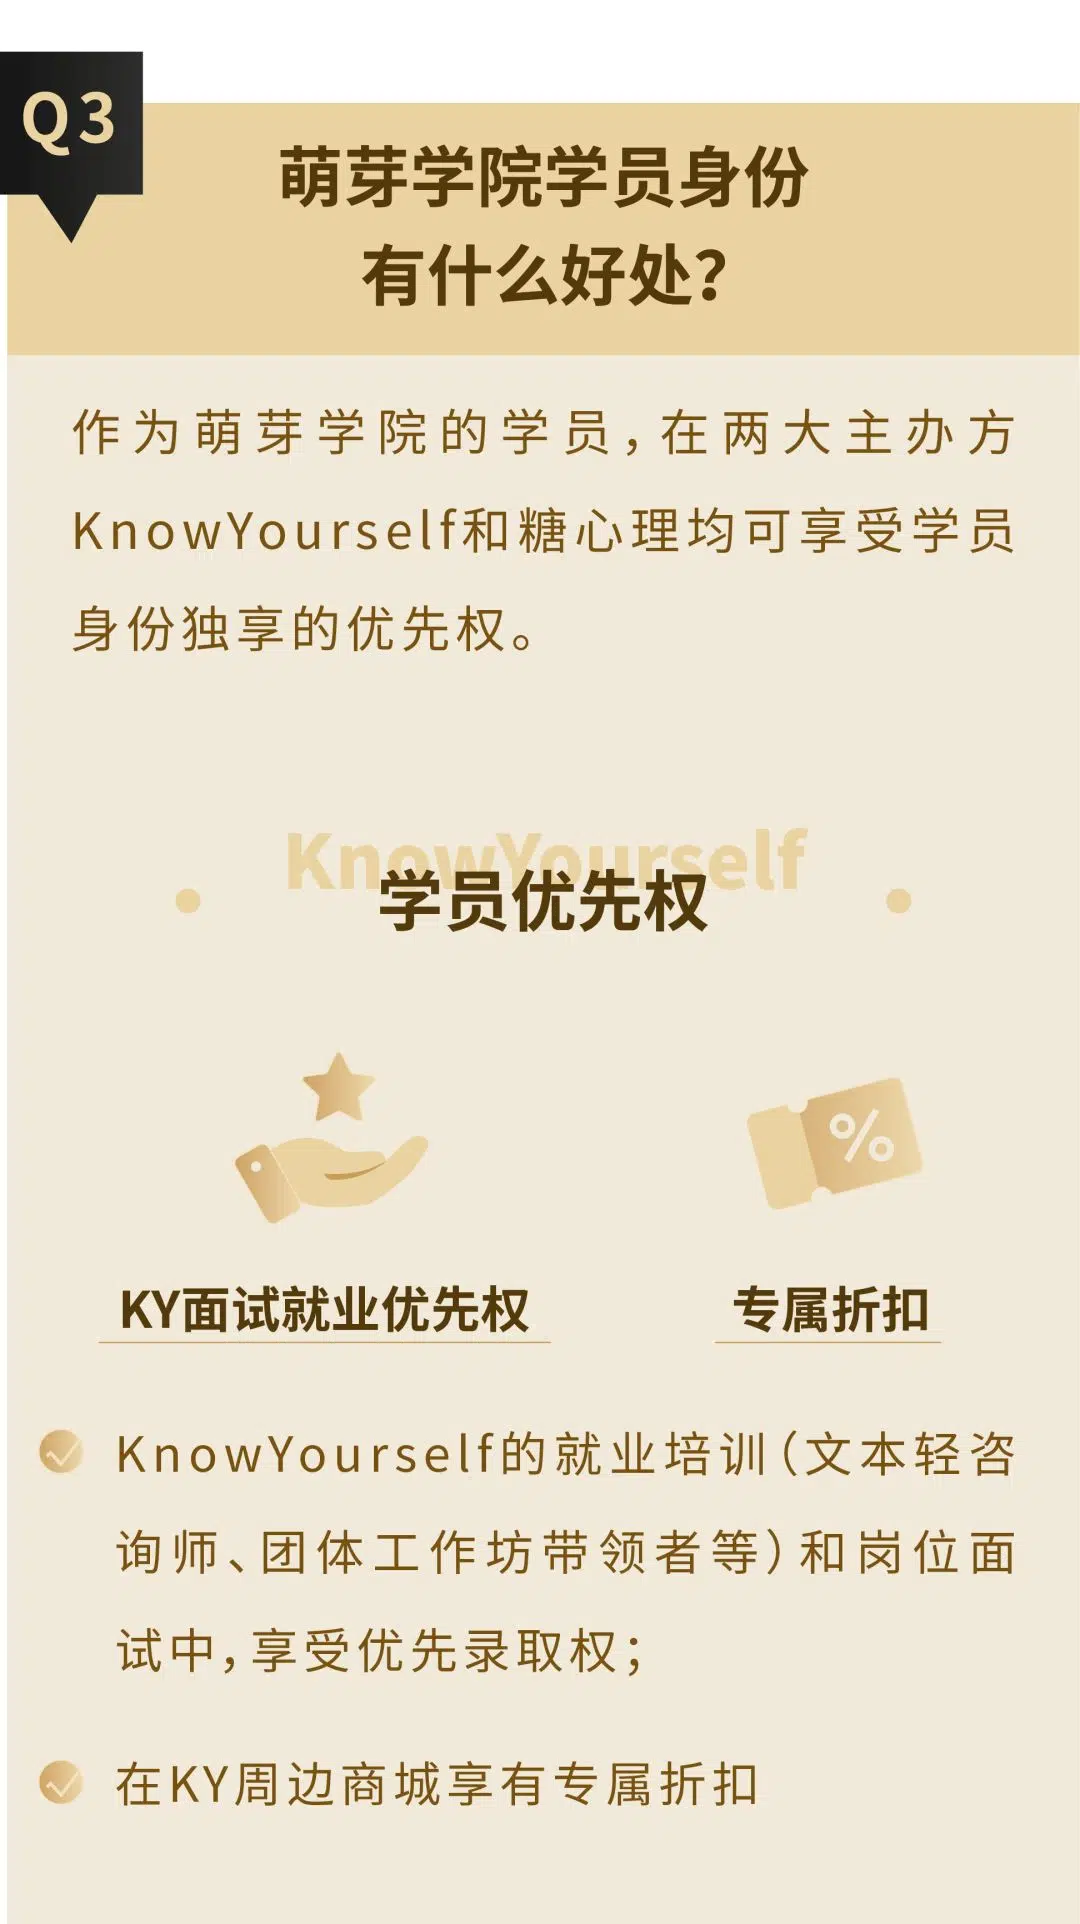 Q3
萌芽学院学员身份
有什么好处？
作为萌芽学院的学员，在两大主办方
KnowYourself和糖心理均可享受学员
身份独享的优先权。
KnowYourself
学员优先权
%
KY面试就业优先权
专属折扣
KnowYourself的就业培训（文本轻咨
询师、团体工作坊带领者等）和岗位面
试中，享受优先录取权；
在KY周边商城享有专属折扣